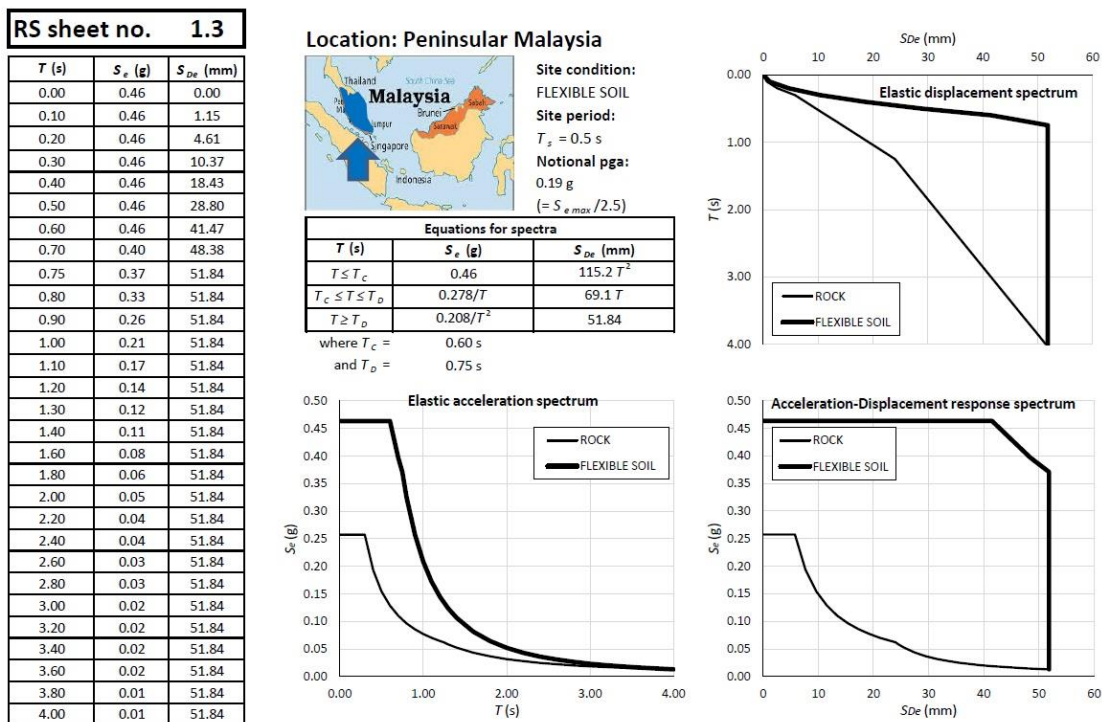 RS sheet no. 1.3
T (s) S e (g) S De (mm)
0.00 0.46 0.00
0.10 0.46 1.15
0.20 0.46 4.61
0.30 0.46 10.37
0.40 0.46 18.43
0.50 0.46 28.80
0.60 0.46 41.47
0.70 0.40 48.38
0.75 0.37 51.84
0.80 0.33 51.84
0.90 0.26 51.84
1.00 0.21 51.84
1.10 0.17 51.84
1.20 0.14 51.84
1.30 0.12 51.84
1.40 0.11 51.84
1.60 0.08 51.84
1.80 0.06 51.84
2.00 0.05 51.84
2.20 0.04 51.84
2.40 0.04 51.84
2.60 0.03 51.84
2.80 0.03 51.84
3.00 0.02 51.84
3.20 0.02 51.84
3.40 0.02 51.84
3.60 0.02 51.84
3.80 0.01 51.84
4.00 0.01 51.84
Location: Peninsular Malaysia
Thailand
South China Sea
Malaysia
Brunei
Sabah
Sarawak
Singapore
Indonesia
Site condition:
FLEXIBLE SOIL
Site period:
T s = 0.5 s
Notional pga:
0.19 g
(= S e max /2.5)
Equations for spectra
T (s) S e (g) S De (mm)
T ≤ T C 0.46 115.2 T 2
T C ≤ T ≤ T D 0.278/T 69.1 T
T ≥ T D 0.208/T 2 51.84
where T C = 0.60 s
and T D = 0.75 s
SDe (mm)
0 10 20 30 40 50 60
Elastic displacement spectrum
0.00
1.00
2.00
3.00
4.00
T (s)
ROCK
FLEXIBLE SOIL
Elastic acceleration spectrum
0.50
0.45
0.40
0.35
0.30
0.25
0.20
0.15
0.10
0.05
0.00
Se (g)
ROCK
FLEXIBLE SOIL
0.00 1.00 2.00 3.00 4.00
T (s)
Acceleration-Displacement response spectrum
0.50
0.45
0.40
0.35
0.30
0.25
0.20
0.15
0.10
0.05
0.00
Se (g)
ROCK
FLEXIBLE SOIL
0 10 20 30 40 50 60
SDe (mm)